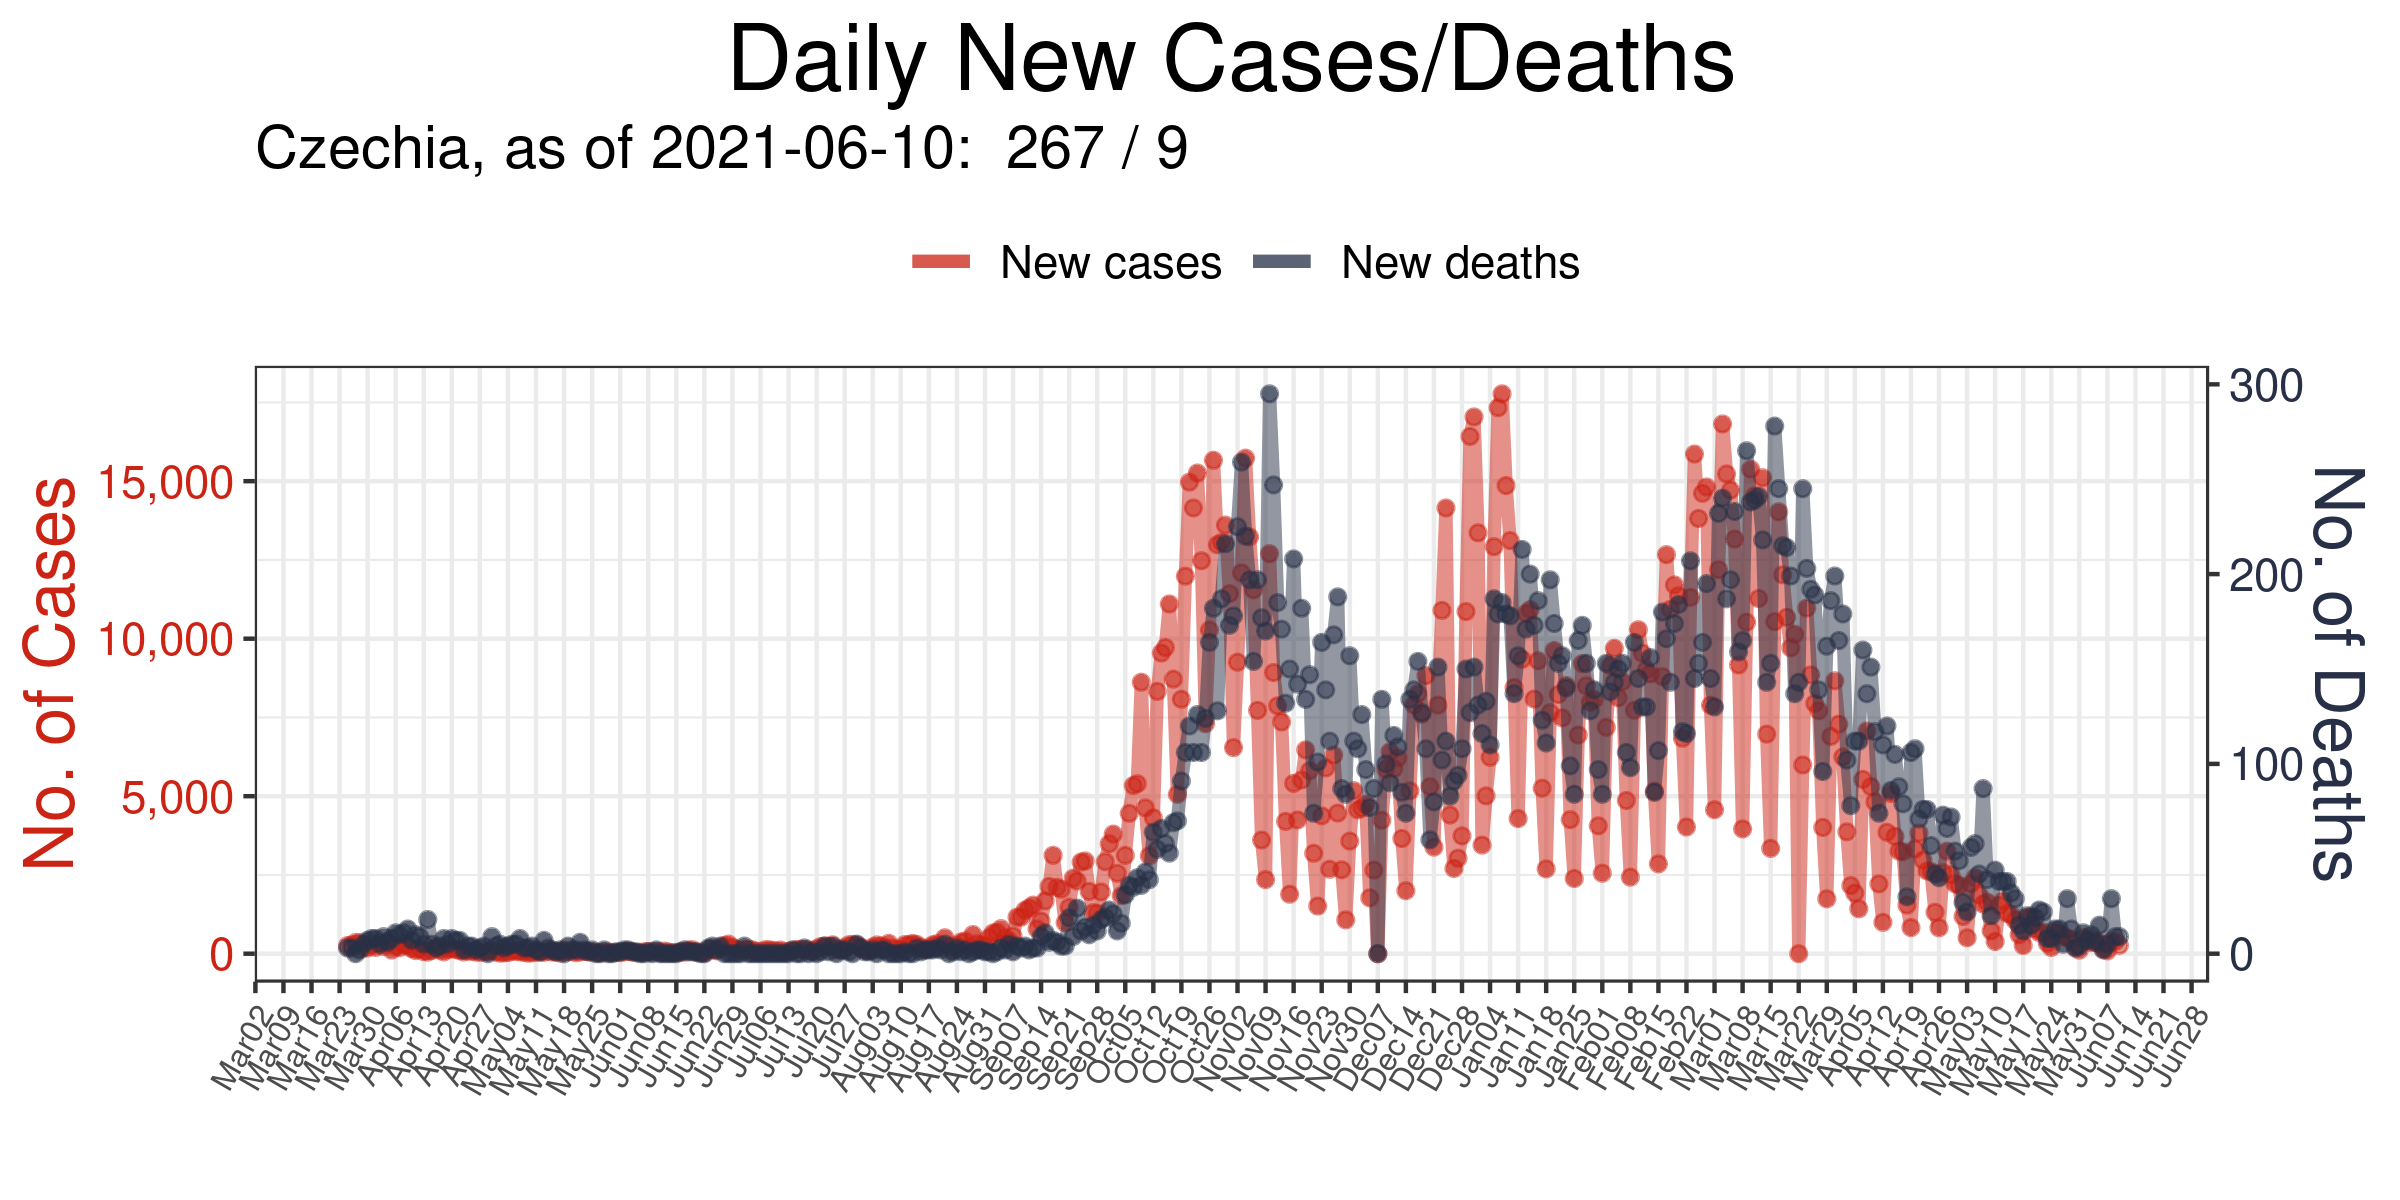 Daily New Cases/Deaths
Czechia, as of 2021-06-10: 267 / 9
New cases
New deaths
No. of Cases
15,000
10,000
5,000
0
300
200
100
0
No. of Deaths
Mar02
Mar09
Mar16
Mar23
Mar30
Apr06
Apr13
Apr20
Apr27
May04
May11
May18
May25
Jun01
Jun08
Jun15
Jun22
Jun29
Jul06
Jul13
Jul20
Jul27
Aug03
Aug10
Aug17
Aug24
Aug31
Sep07
Sep14
Sep21
Sep28
Oct05
Oct12
Oct19
Oct26
Nov02
Nov09
Nov16
Nov23
Nov30
Dec07
Dec14
Dec21
Dec28
Jan04
Jan11
Jan18
Jan25
Feb01
Feb08
Feb15
Feb22
Mar01
Mar08
Mar15
Mar22
Mar29
Apr05
Apr12
Apr19
Apr26
May03
May10
May17
May24
May31
May07
Jun14
Jun21
Jun28